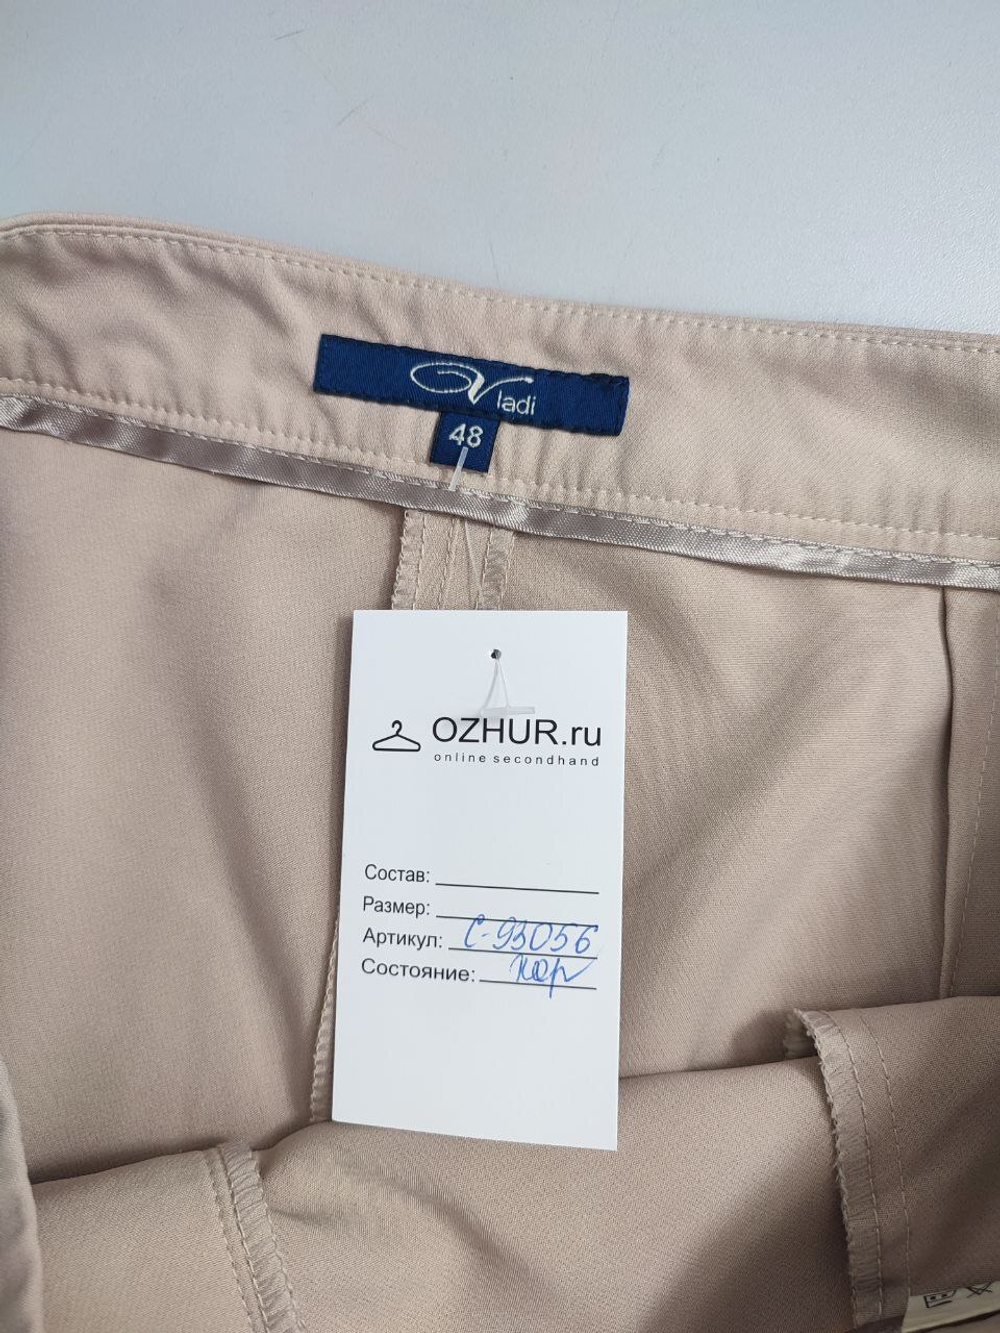 Vladi
48
OZHUR.ru
online secondhand
Состав:
Размер:
Артикул: С-93056
Состояние: хор